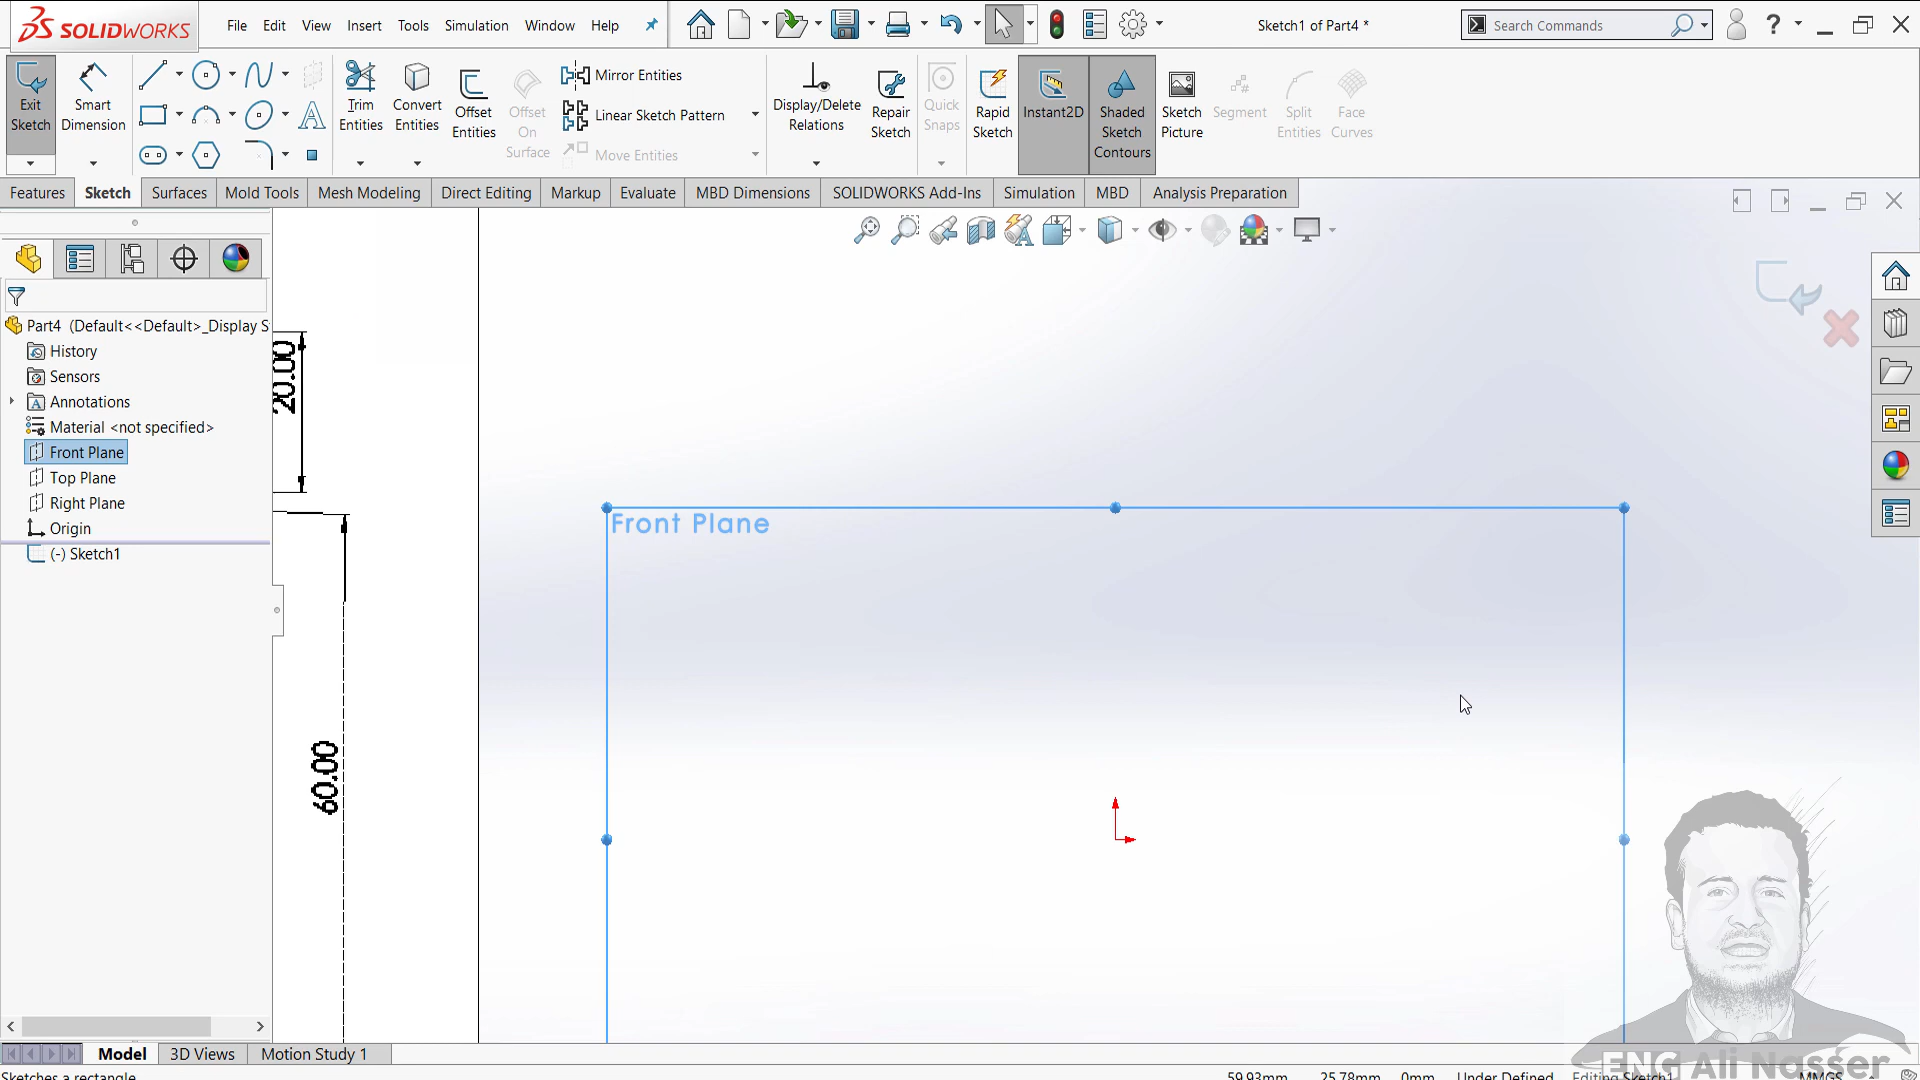 SOLIDWORKS
File Edit View Insert Tools Simulation Window Help
Sketch1 of Part4 *
Search Commands
Exit Sketch
Smart Dimension
Trim Entities
Convert Entities
Offset Entities
Offset On Surface
Mirror Entities
Linear Sketch Pattern
Move Entities
Display/Delete Relations
Repair Sketch
Quick Snaps
Rapid Sketch
Instant2D
Shaded Sketch Contours
Sketch Picture
Segment
Split Entities
Face Curves
Features Sketch Surfaces Mold Tools Mesh Modeling Direct Editing Markup Evaluate MBD Dimensions SOLIDWORKS Add-Ins Simulation MBD Analysis Preparation
Part4 (Default<<Default>_Display S
History
Sensors
Annotations
Material <not specified>
Front Plane
Top Plane
Right Plane
Origin
(-) Sketch1
20.00
60.00
Front Plane
Model 3D Views Motion Study 1
Sketches a rectangle
59.93mm 25.78mm 0mm Under Defined Editing Sketch1 MMGS
ENG Ali Nasser